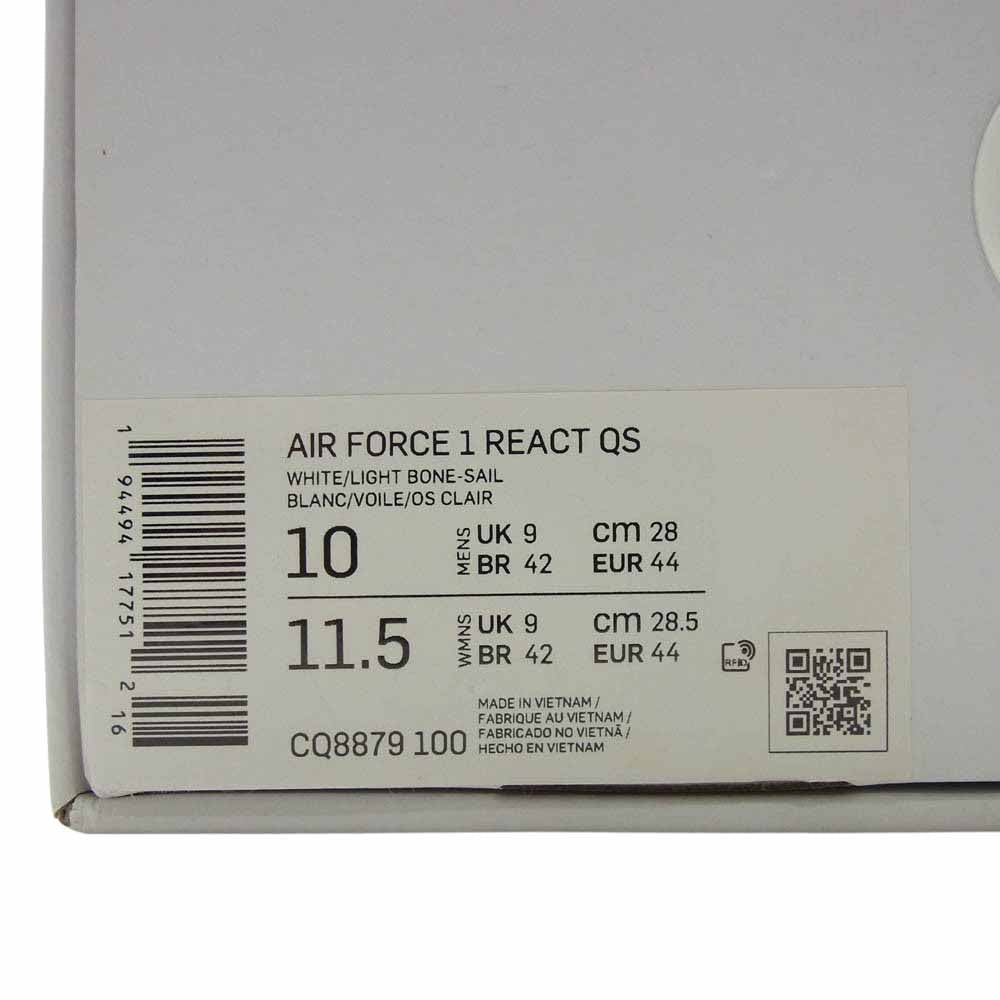 AIR FORCE 1 REACT QS
WHITE/LIGHT BONE-SAIL
BLANC/VOILE/OS CLAIR
10 MENS UK 9 cm 28
BR 42 EUR 44
11.5 WMNS UK 9 cm 28.5
BR 42 EUR 44
RFID
MADE IN VIETNAM /
FABRIQUE AU VIETNAM /
FABRICADO NO VIETNÃ /
HECHO EN VIETNAM
CQ8879 100
1 94494 17751 2 16